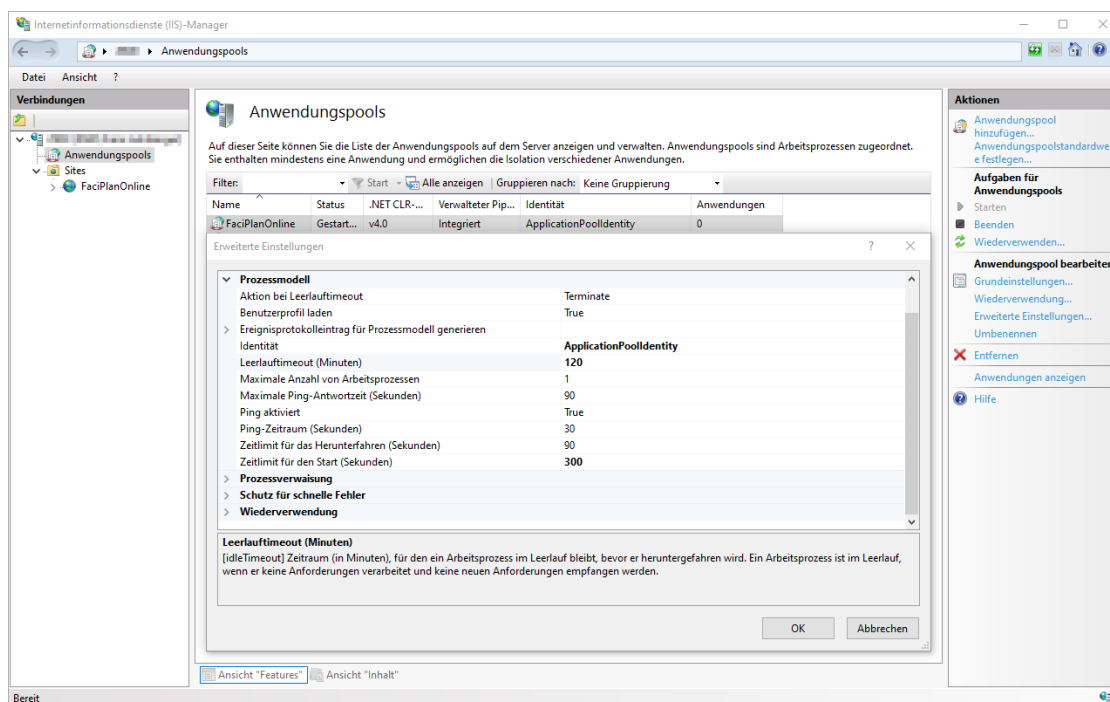 Internetinformationsdienste (IIS)-Manager
Anwendungspools
Datei Ansicht ?
Verbindungen
Anwendungspools
Sites
FaciPlanOnline
Anwendungspools
Auf dieser Seite können Sie die Liste der Anwendungspools auf dem Server anzeigen und verwalten. Anwendungspools sind Arbeitsprozessen zugeordnet.
Sie enthalten mindestens eine Anwendung und ermöglichen die Isolation verschiedener Anwendungen.
Filter: Start Alle anzeigen Gruppieren nach: Keine Gruppierung
Name Status .NET CLR-... Verwalteter Pip... Identität Anwendungen
FaciPlanOnline Gestart... v4.0 Integriert ApplicationPoolIdentity 0
Erweiterte Einstellungen ?
Prozessmodell
Aktion bei Leerlauftimeout Terminate
Benutzerprofil laden True
Ereignisprotokolleintrag für Prozessmodell generieren
Identität ApplicationPoolIdentity
Leerlauftimeout (Minuten) 120
Maximale Anzahl von Arbeitsprozessen 1
Maximale Ping-Antwortzeit (Sekunden) 90
Ping aktiviert True
Ping-Zeitraum (Sekunden) 30
Zeitlimit für das Herunterfahren (Sekunden) 90
Zeitlimit für den Start (Sekunden) 300
Prozessverwaisung
Schutz für schnelle Fehler
Wiederverwendung
Leerlauftimeout (Minuten)
[idleTimeout] Zeitraum (in Minuten), für den ein Arbeitsprozess im Leerlauf bleibt, bevor er heruntergefahren wird. Ein Arbeitsprozess ist im Leerlauf,
wenn er keine Anforderungen verarbeitet und keine neuen Anforderungen empfangen werden.
OK Abbrechen
Ansicht "Features" Ansicht "Inhalt"
Aktionen
Anwendungspool
hinzufügen...
Anwendungspoolstandardwe
e festlegen...
Aufgaben für
Anwendungspools
Starten
Beenden
Wiederverwenden...
Anwendungspool bearbeiten
Grundeinstellungen...
Wiederverwendung...
Erweiterte Einstellungen...
Umbenennen
Entfernen
Anwendungen anzeigen
Hilfe
Bereit